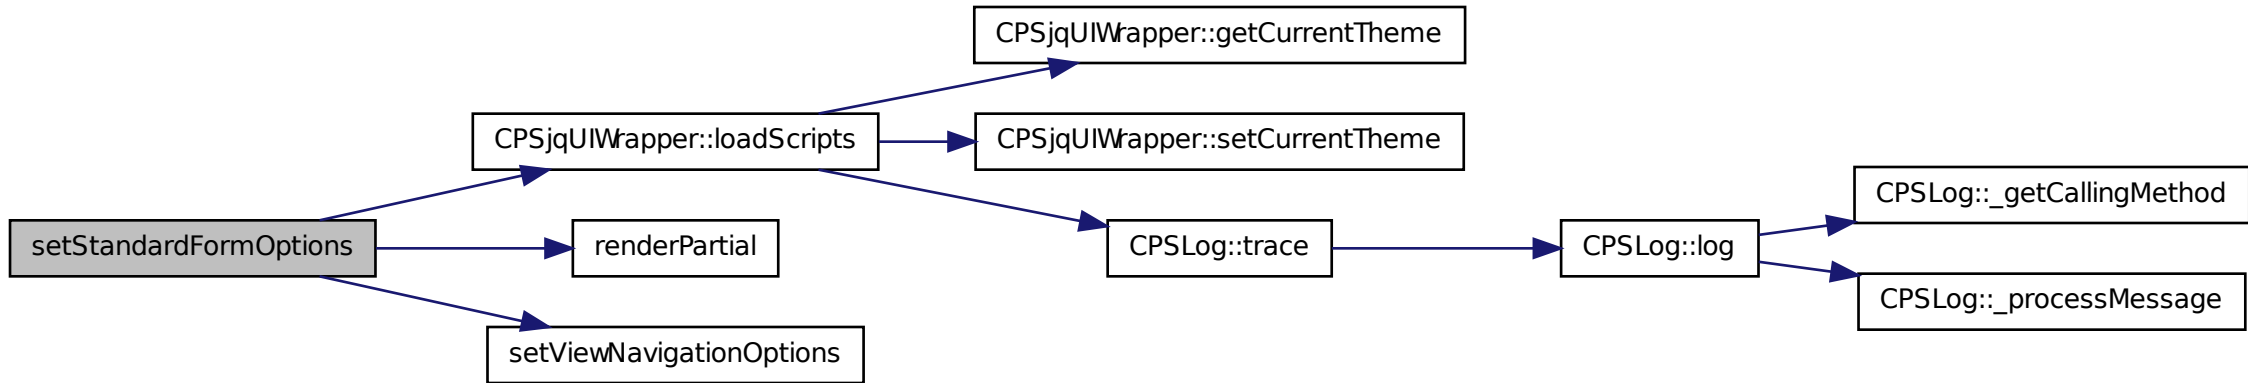 CPSjqUIWrapper::getCurrentTheme
CPSjqUIWrapper::loadScripts
CPSjqUIWrapper::setCurrentTheme
CPSLog::_getCallingMethod
setStandardFormOptions
renderPartial
CPSLog::trace
CPSLog::log
CPSLog::_processMessage
setViewNavigationOptions